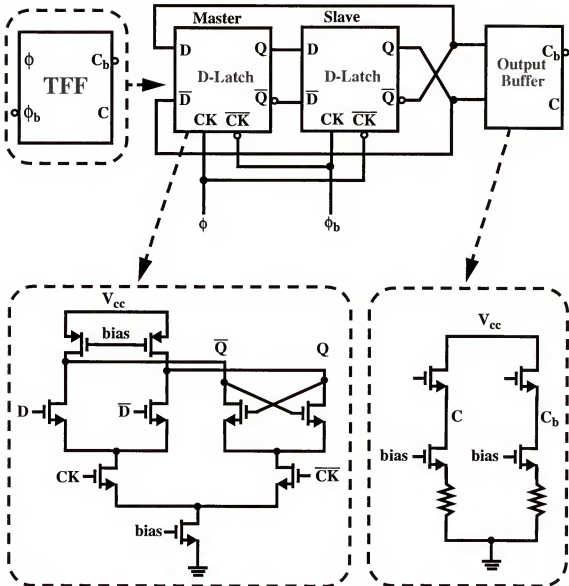 Master Slave
ϕ C_b
TFF
ϕ_b C
D Q D Q
D-Latch D-Latch
D̅ Q̅ D̅ Q̅
CK C̅K̅ CK C̅K̅
Output C_b
Buffer
C
ϕ ϕ_b
V_cc
bias
Q̅ Q
D D̅
CK C̅K̅
bias
V_cc
C C_b
bias bias